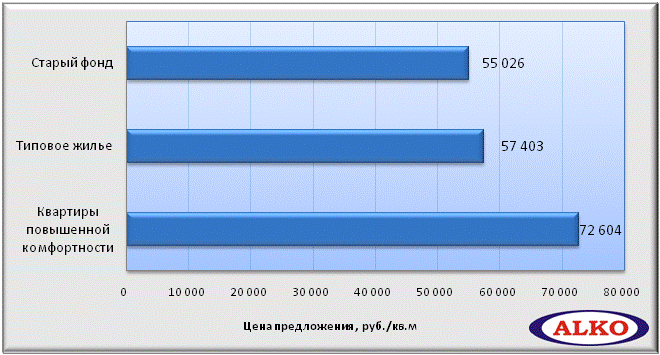 Старый фонд
55 026
Типовое жилье
57 403
Квартиры
повышенной
комфортности
72 604
0 10 000 20 000 30 000 40 000 50 000 60 000 70 000 80 000
Цена предложения, руб./кв.м
ALKO